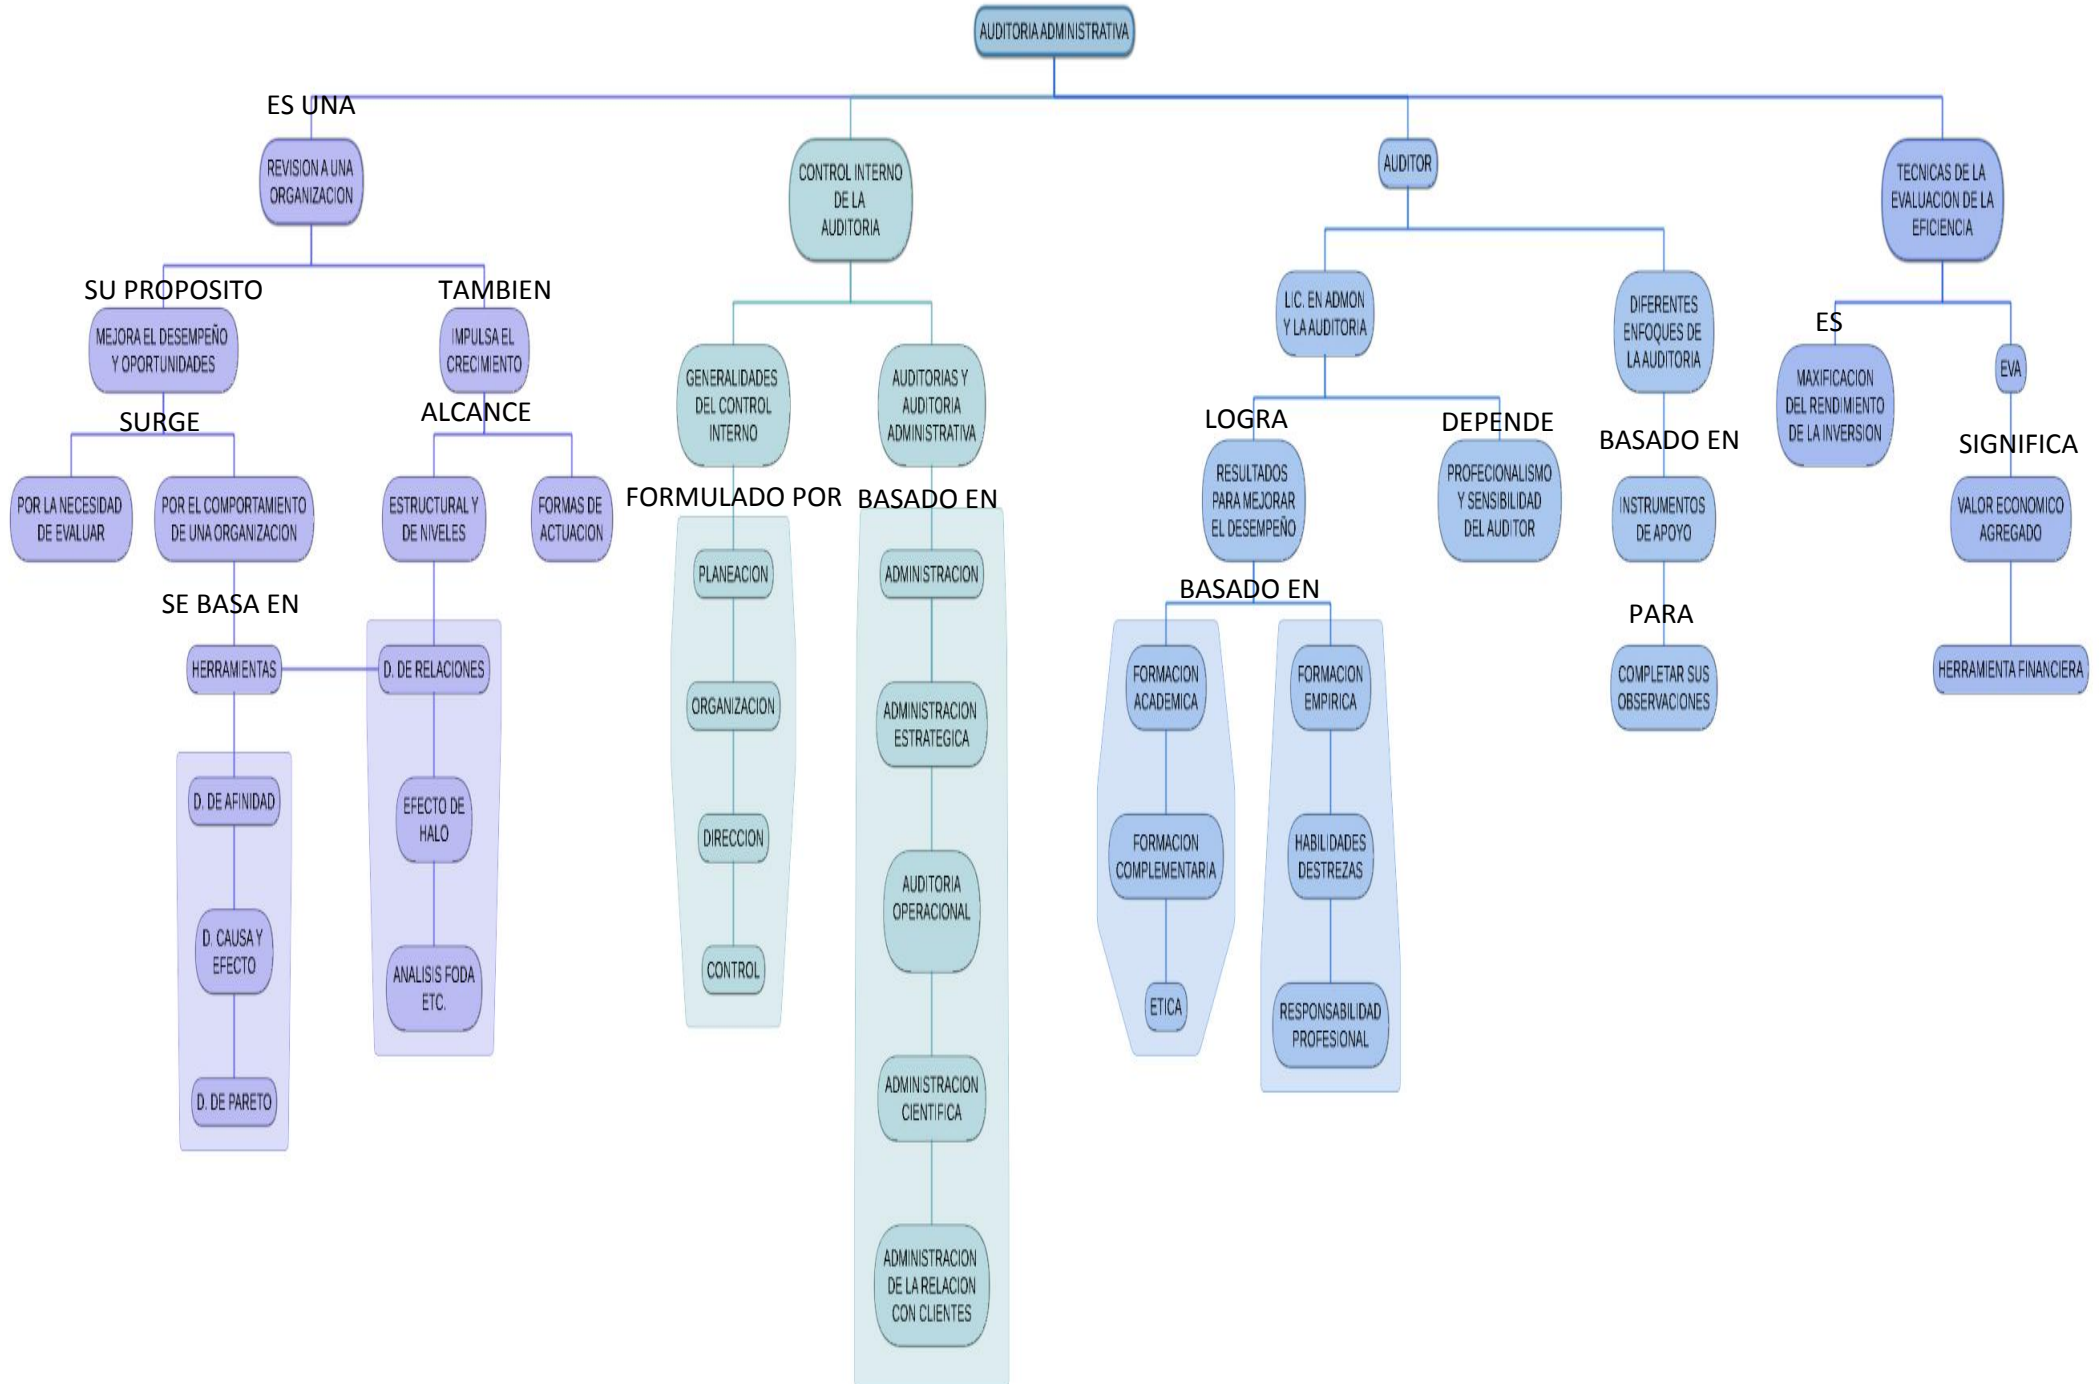 AUDITORIA ADMINISTRATIVA
ES UNA
REVISION A UNA
ORGANIZACION
SU PROPOSITO
MEJORA EL DESEMPEÑO
Y OPORTUNIDADES
SURGE
POR LA NECESIDAD
DE EVALUAR
POR EL COMPORTAMIENTO
DE UNA ORGANIZACION
SE BASA EN
HERRAMIENTAS
D. DE AFINIDAD
D. CAUSA Y
EFECTO
D. DE PARETO
TAMBIEN
IMPULSA EL
CRECIMIENTO
ALCANCE
ESTRUCTURAL Y
DE NIVELES
FORMAS DE
ACTUACION
D. DE RELACIONES
EFECTO DE
HALO
ANALISIS FODA
ETC.
CONTROL INTERNO
DE LA
AUDITORIA
GENERALIDADES
DEL CONTROL
INTERNO
FORMULADO POR
PLANEACION
ORGANIZACION
DIRECCION
CONTROL
AUDITORIAS Y
AUDITORIA
ADMINISTRATIVA
BASADO EN
ADMINISTRACION
ADMINISTRACION
ESTRATEGICA
AUDITORIA
OPERACIONAL
ADMINISTRACION
CIENTIFICA
ADMINISTRACION
DE LA RELACION
CON CLIENTES
AUDITOR
LIC. EN ADMON
Y LA AUDITORIA
LOGRA
RESULTADOS
PARA MEJORAR
EL DESEMPEÑO
BASADO EN
FORMACION
ACADEMICA
FORMACION
COMPLEMENTARIA
ETICA
FORMACION
EMPIRICA
HABILIDADES
DESTREZAS
RESPONSABILIDAD
PROFESIONAL
DEPENDE
PROFECIONALISMO
Y SENSIBILIDAD
DEL AUDITOR
DIFERENTES
ENFOQUES DE
LA AUDITORIA
BASADO EN
INSTRUMENTOS
DE APOYO
PARA
COMPLETAR SUS
OBSERVACIONES
TECNICAS DE LA
EVALUACION DE LA
EFICIENCIA
ES
MAXIFICACION
DEL RENDIMIENTO
DE LA INVERSION
EVA
SIGNIFICA
VALOR ECONOMICO
AGREGADO
HERRAMIENTA FINANCIERA